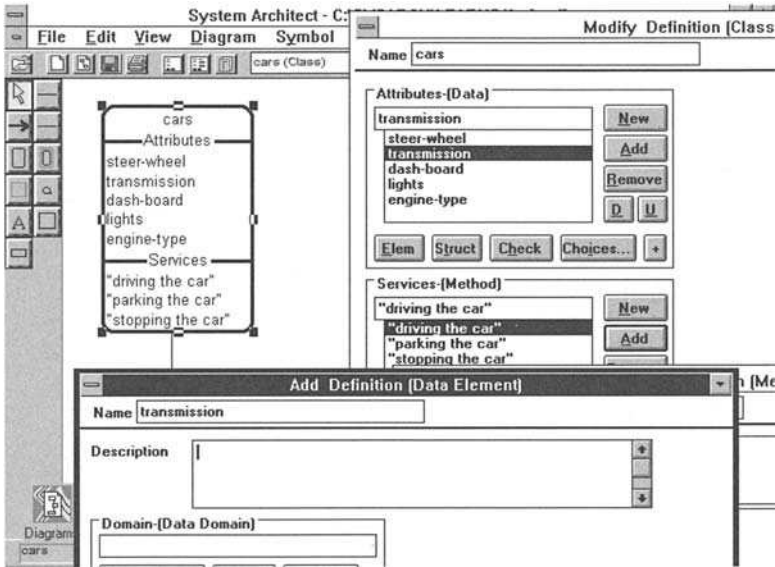 System Architect - C:
File Edit View Diagram Symbol
cars (Class)
cars
Attributes
steer-wheel
transmission
dash-board
lights
engine-type
Services
"driving the car"
"parking the car"
"stopping the car"
A
Diagram
cars
Modify Definition (Class
Name cars
Attributes-(Data)
transmission
steer-wheel
transmission
dash-board
lights
engine-type
New
Add
Remove
D U
Elem Struct Check Choices... +
Services-(Method)
"driving the car"
"driving the car"
"parking the car"
"stopping the car"
New
Add
(Me
Add Definition (Data Element)
Name transmission
Description
Domain-(Data Domain)